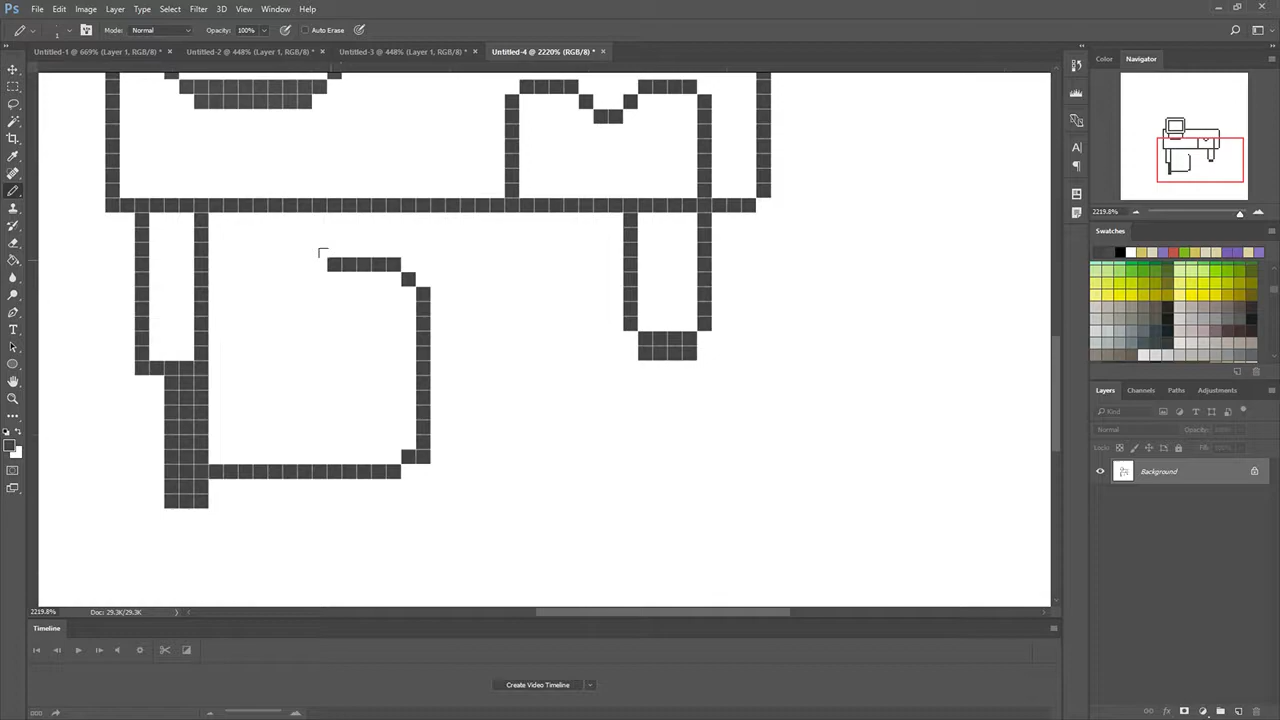 Ps File Edit Image Layer Type Select Filter 3D View Window Help
1 Mode: Normal Opacity: 100% Auto Erase
Untitled-1 @ 669% (Layer 1, RGB/8) * × Untitled-2 @ 448% (Layer 1, RGB/8) * × Untitled-3 @ 448% (Layer 1, RGB/8) * × Untitled-4 @ 2220% (RGB/8) * ×
Color Navigator
2219.8%
Swatches
Layers Channels Paths Adjustments
Kind
Normal Opacity:
Lock: Fill:
Background
2219.8% Doc: 29.3K/29.3K
Timeline
Create Video Timeline